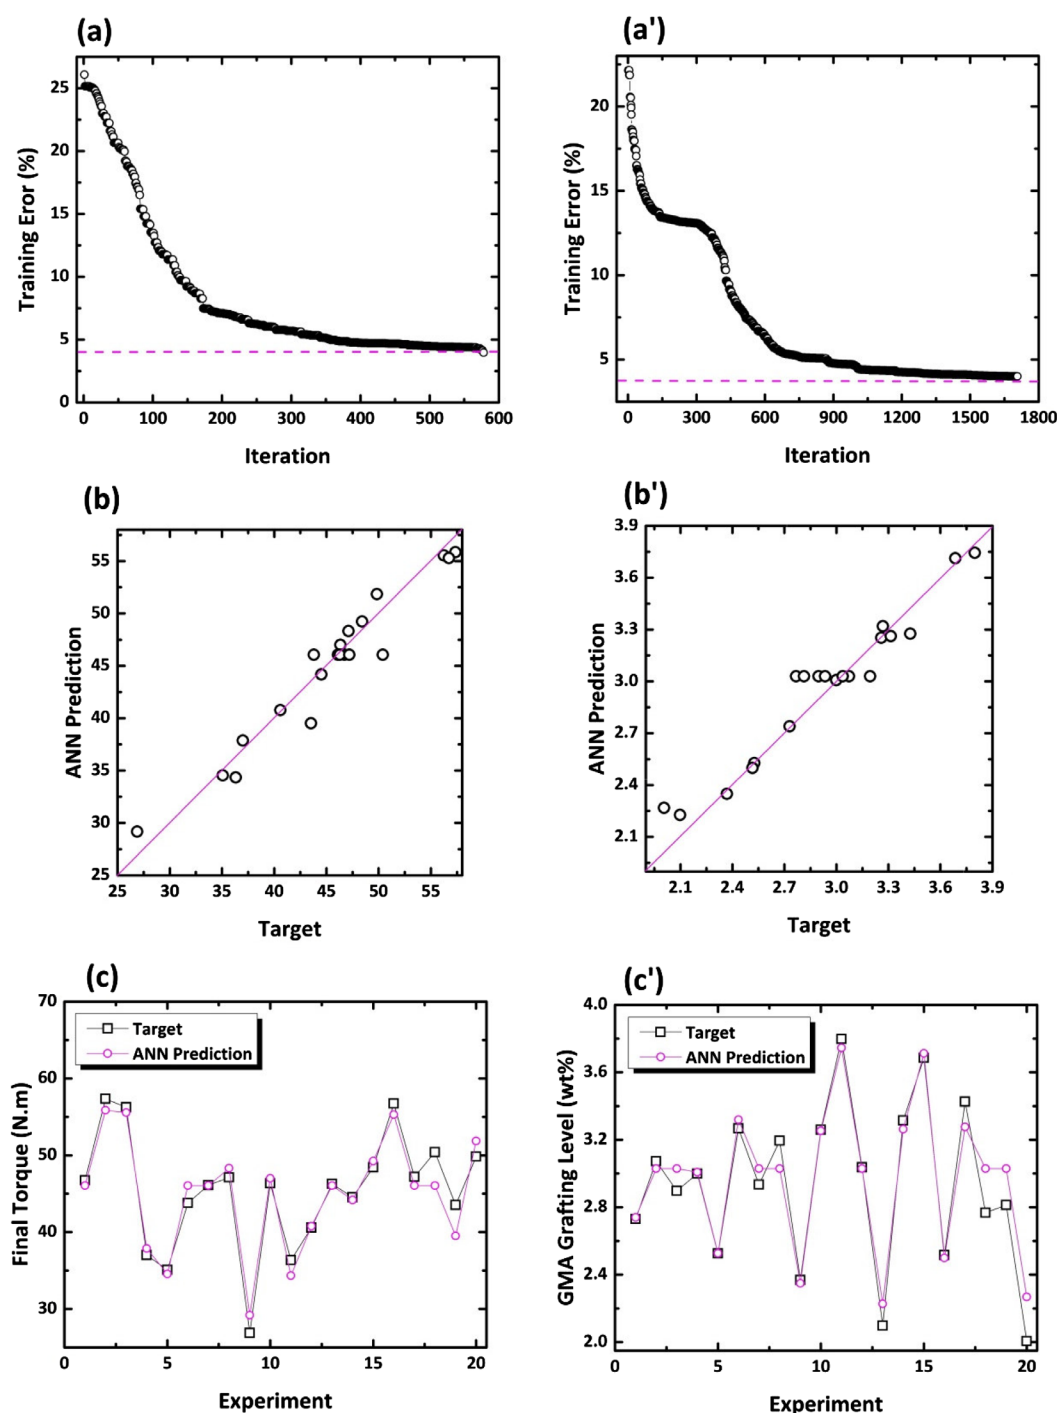 (a)
25
20
15
10
5
0
Training Eror (%)
0 100 200 300 400 500 600
Iteration
(a')
20
15
10
5
Training Error (%)
0 300 600 900 1200 1500 1800
Iteration
(b)
55
50
45
40
35
30
25
ANN Prediction
25 30 35 40 45 50 55
Target
(b')
3.9
3.6
3.3
3.0
2.7
2.4
2.1
ANN Prediction
2.1 2.4 2.7 3.0 3.3 3.6 3.9
Target
(c)
70
60
50
40
30
Final Torque (N.m)
Target
ANN Prediction
0 5 10 15 20
Experiment
(c')
4.0
3.6
3.2
2.8
2.4
2.0
GMA Grafting Level (wt%)
Target
ANN Prediction
0 5 10 15 20
Experiment